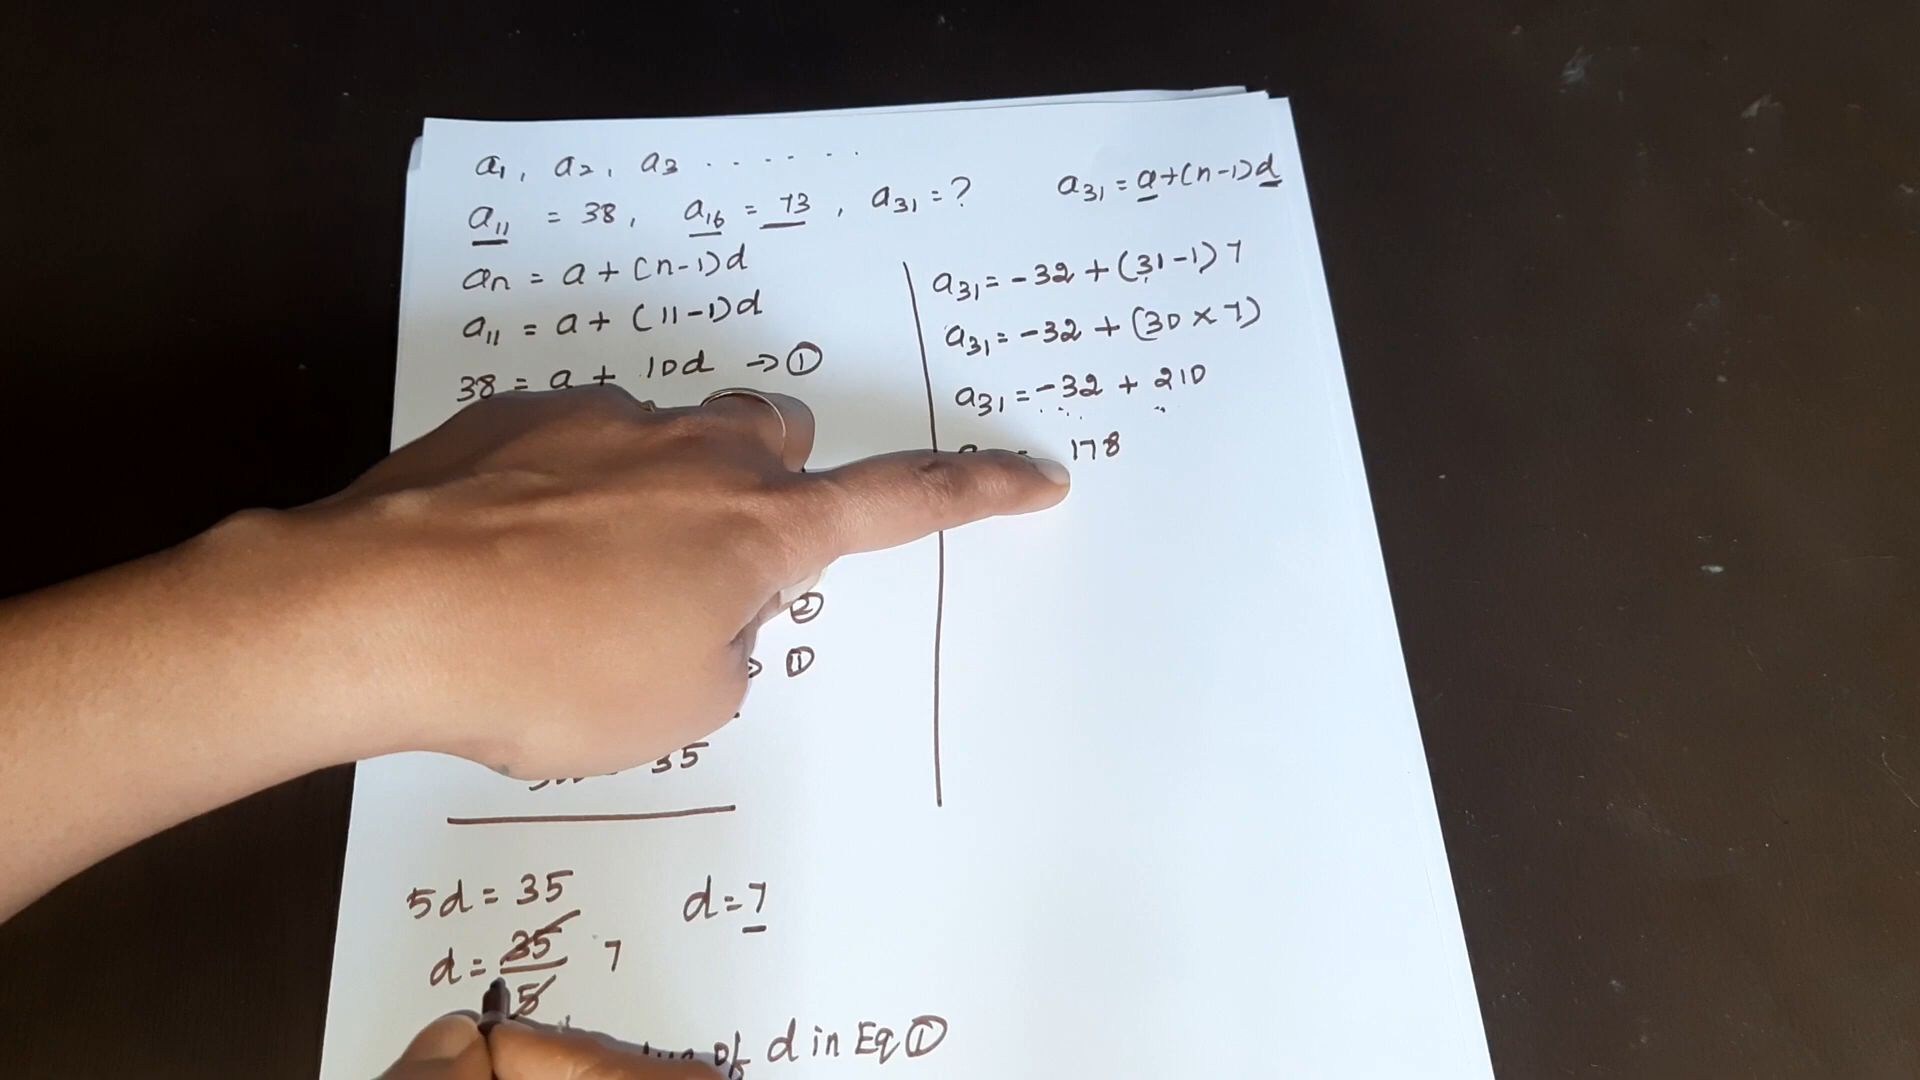 a₁, a₂, a₃ .......
a₁₁ = 38, a₁₆ = 73, a₃₁ = ?
an = a + (n-1)d
a₁₁ = a + (11-1)d
38 = a + 10d → ①
②
→ ①
35
5d = 35
d = 7
d = 35/5 7
of d in Eq ①
a₃₁ = a+(n-1)d
a₃₁ = -32 + (31-1) 7
a₃₁ = -32 + (30 × 7)
a₃₁ = -32 + 210
178